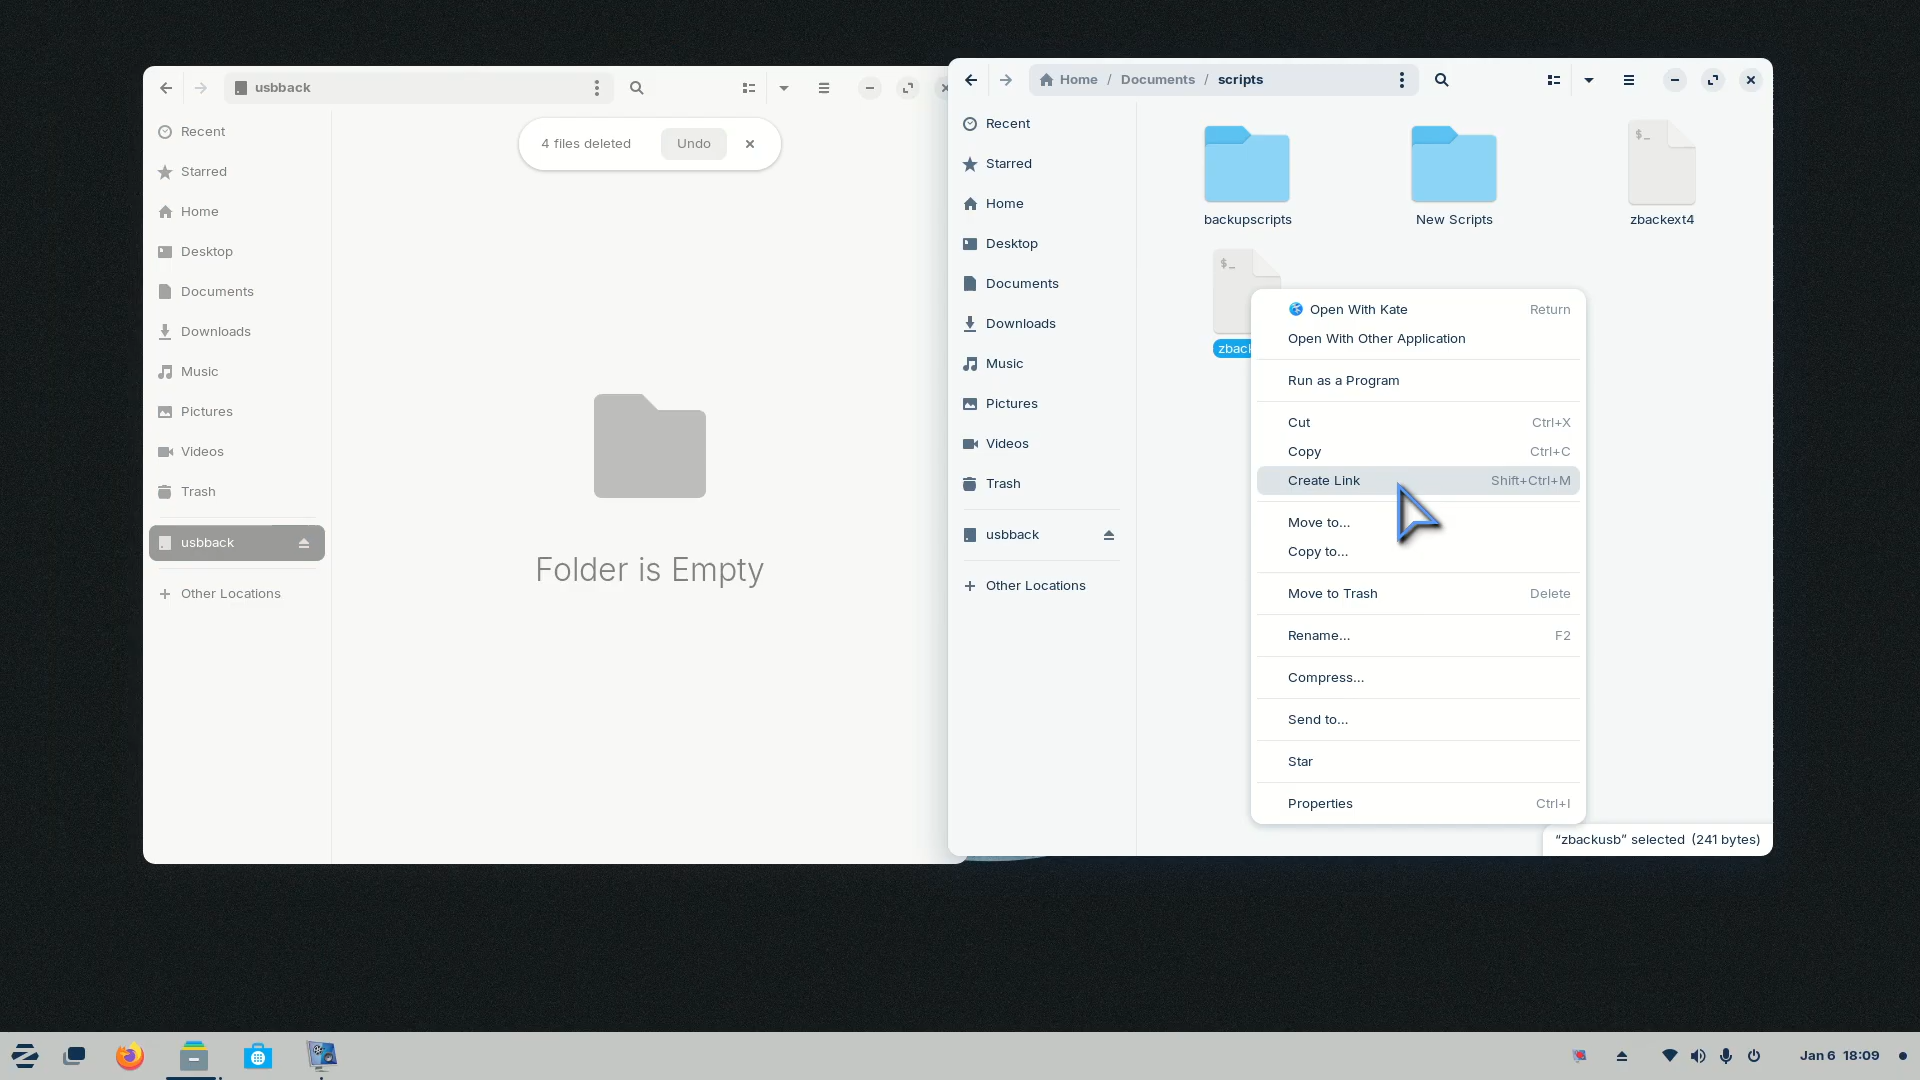 usbback
Recent
Starred
Home
Desktop
Documents
Downloads
Music
Pictures
Videos
Trash
usbback
Other Locations
4 files deleted Undo
Folder is Empty
Home / Documents / scripts
Recent
Starred
Home
Desktop
Documents
Downloads
Music
Pictures
Videos
Trash
usbback
Other Locations
$_
backupscripts New Scripts zbackext4
$_
zback
Open With Kate Return
Open With Other Application
Run as a Program
Cut Ctrl+X
Copy Ctrl+C
Create Link Shift+Ctrl+M
Move to...
Copy to...
Move to Trash Delete
Rename... F2
Compress...
Send to...
Star
Properties Ctrl+I
“zbackusb” selected (241 bytes)
Jan 6 18:09